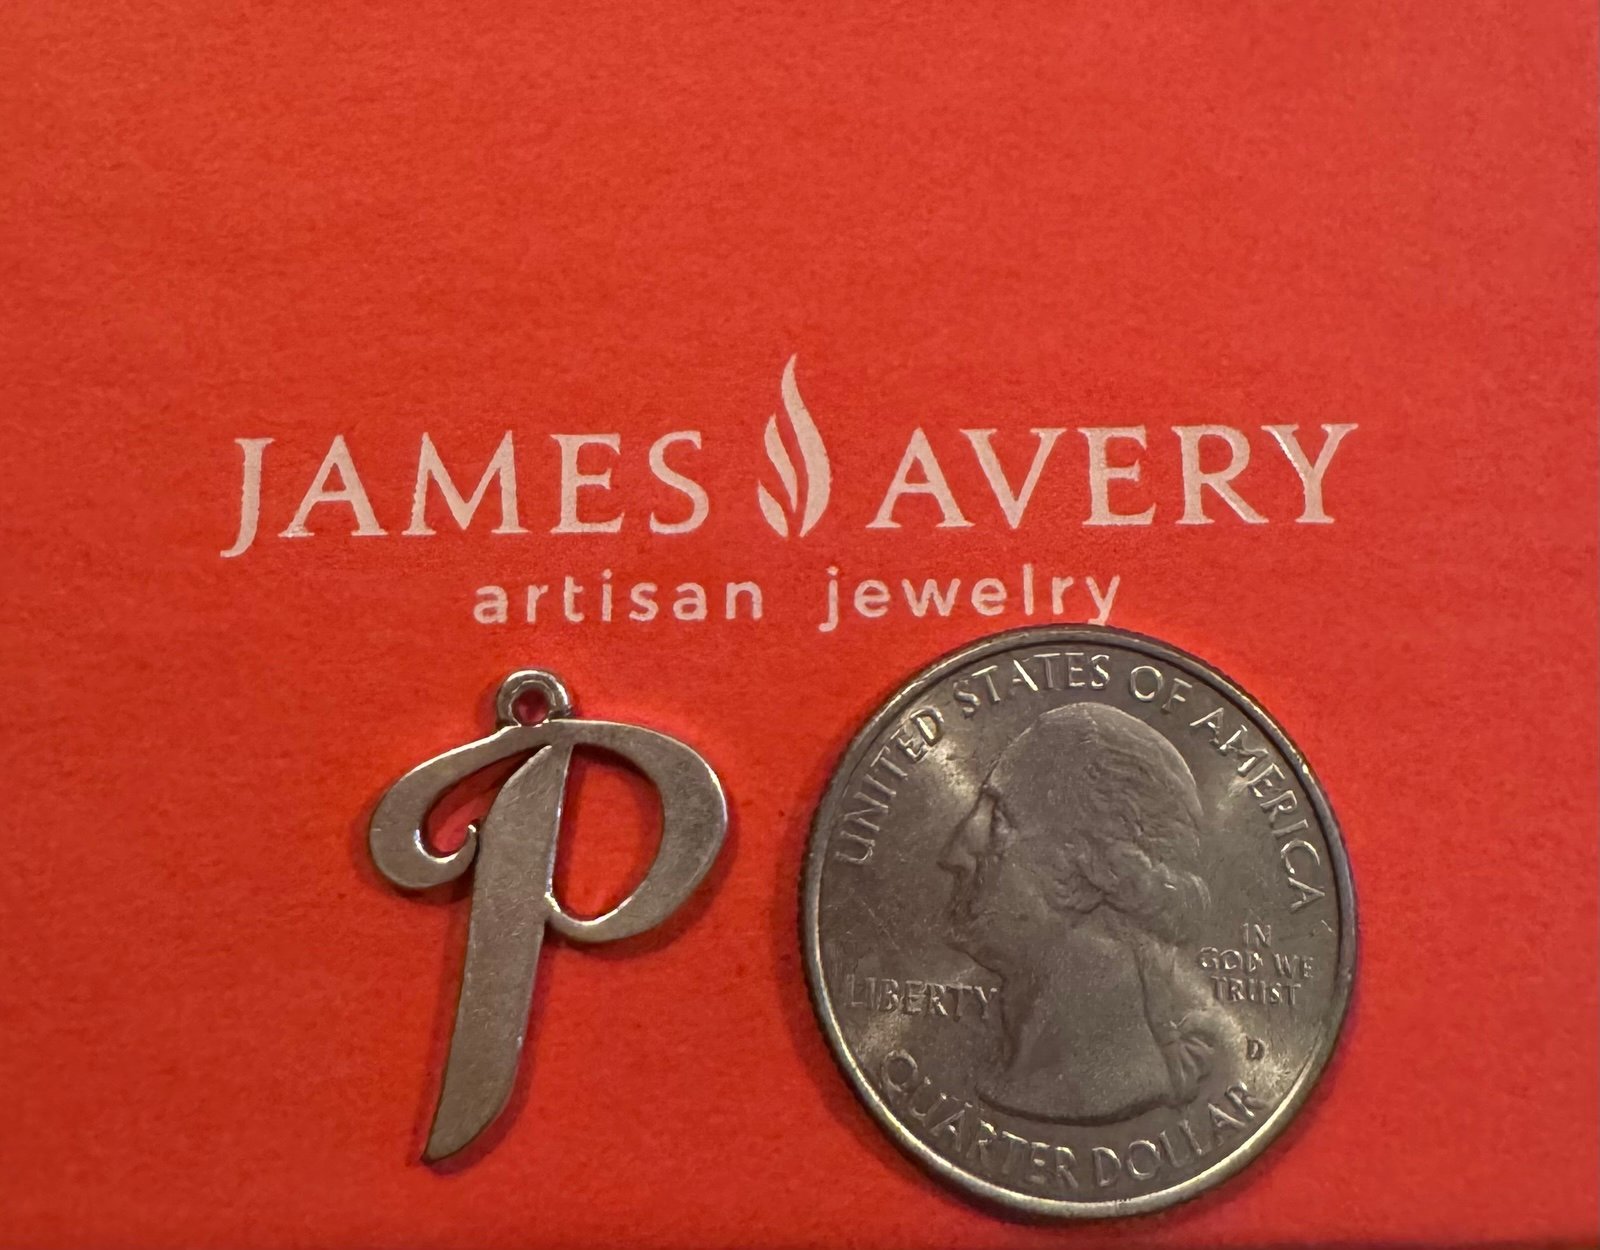 JAMES AVERY
artisan jewelry
P
UNITED STATES OF AMERICA
LIBERTY
IN
GOD WE
TRUST
D
QUARTER DOLLAR